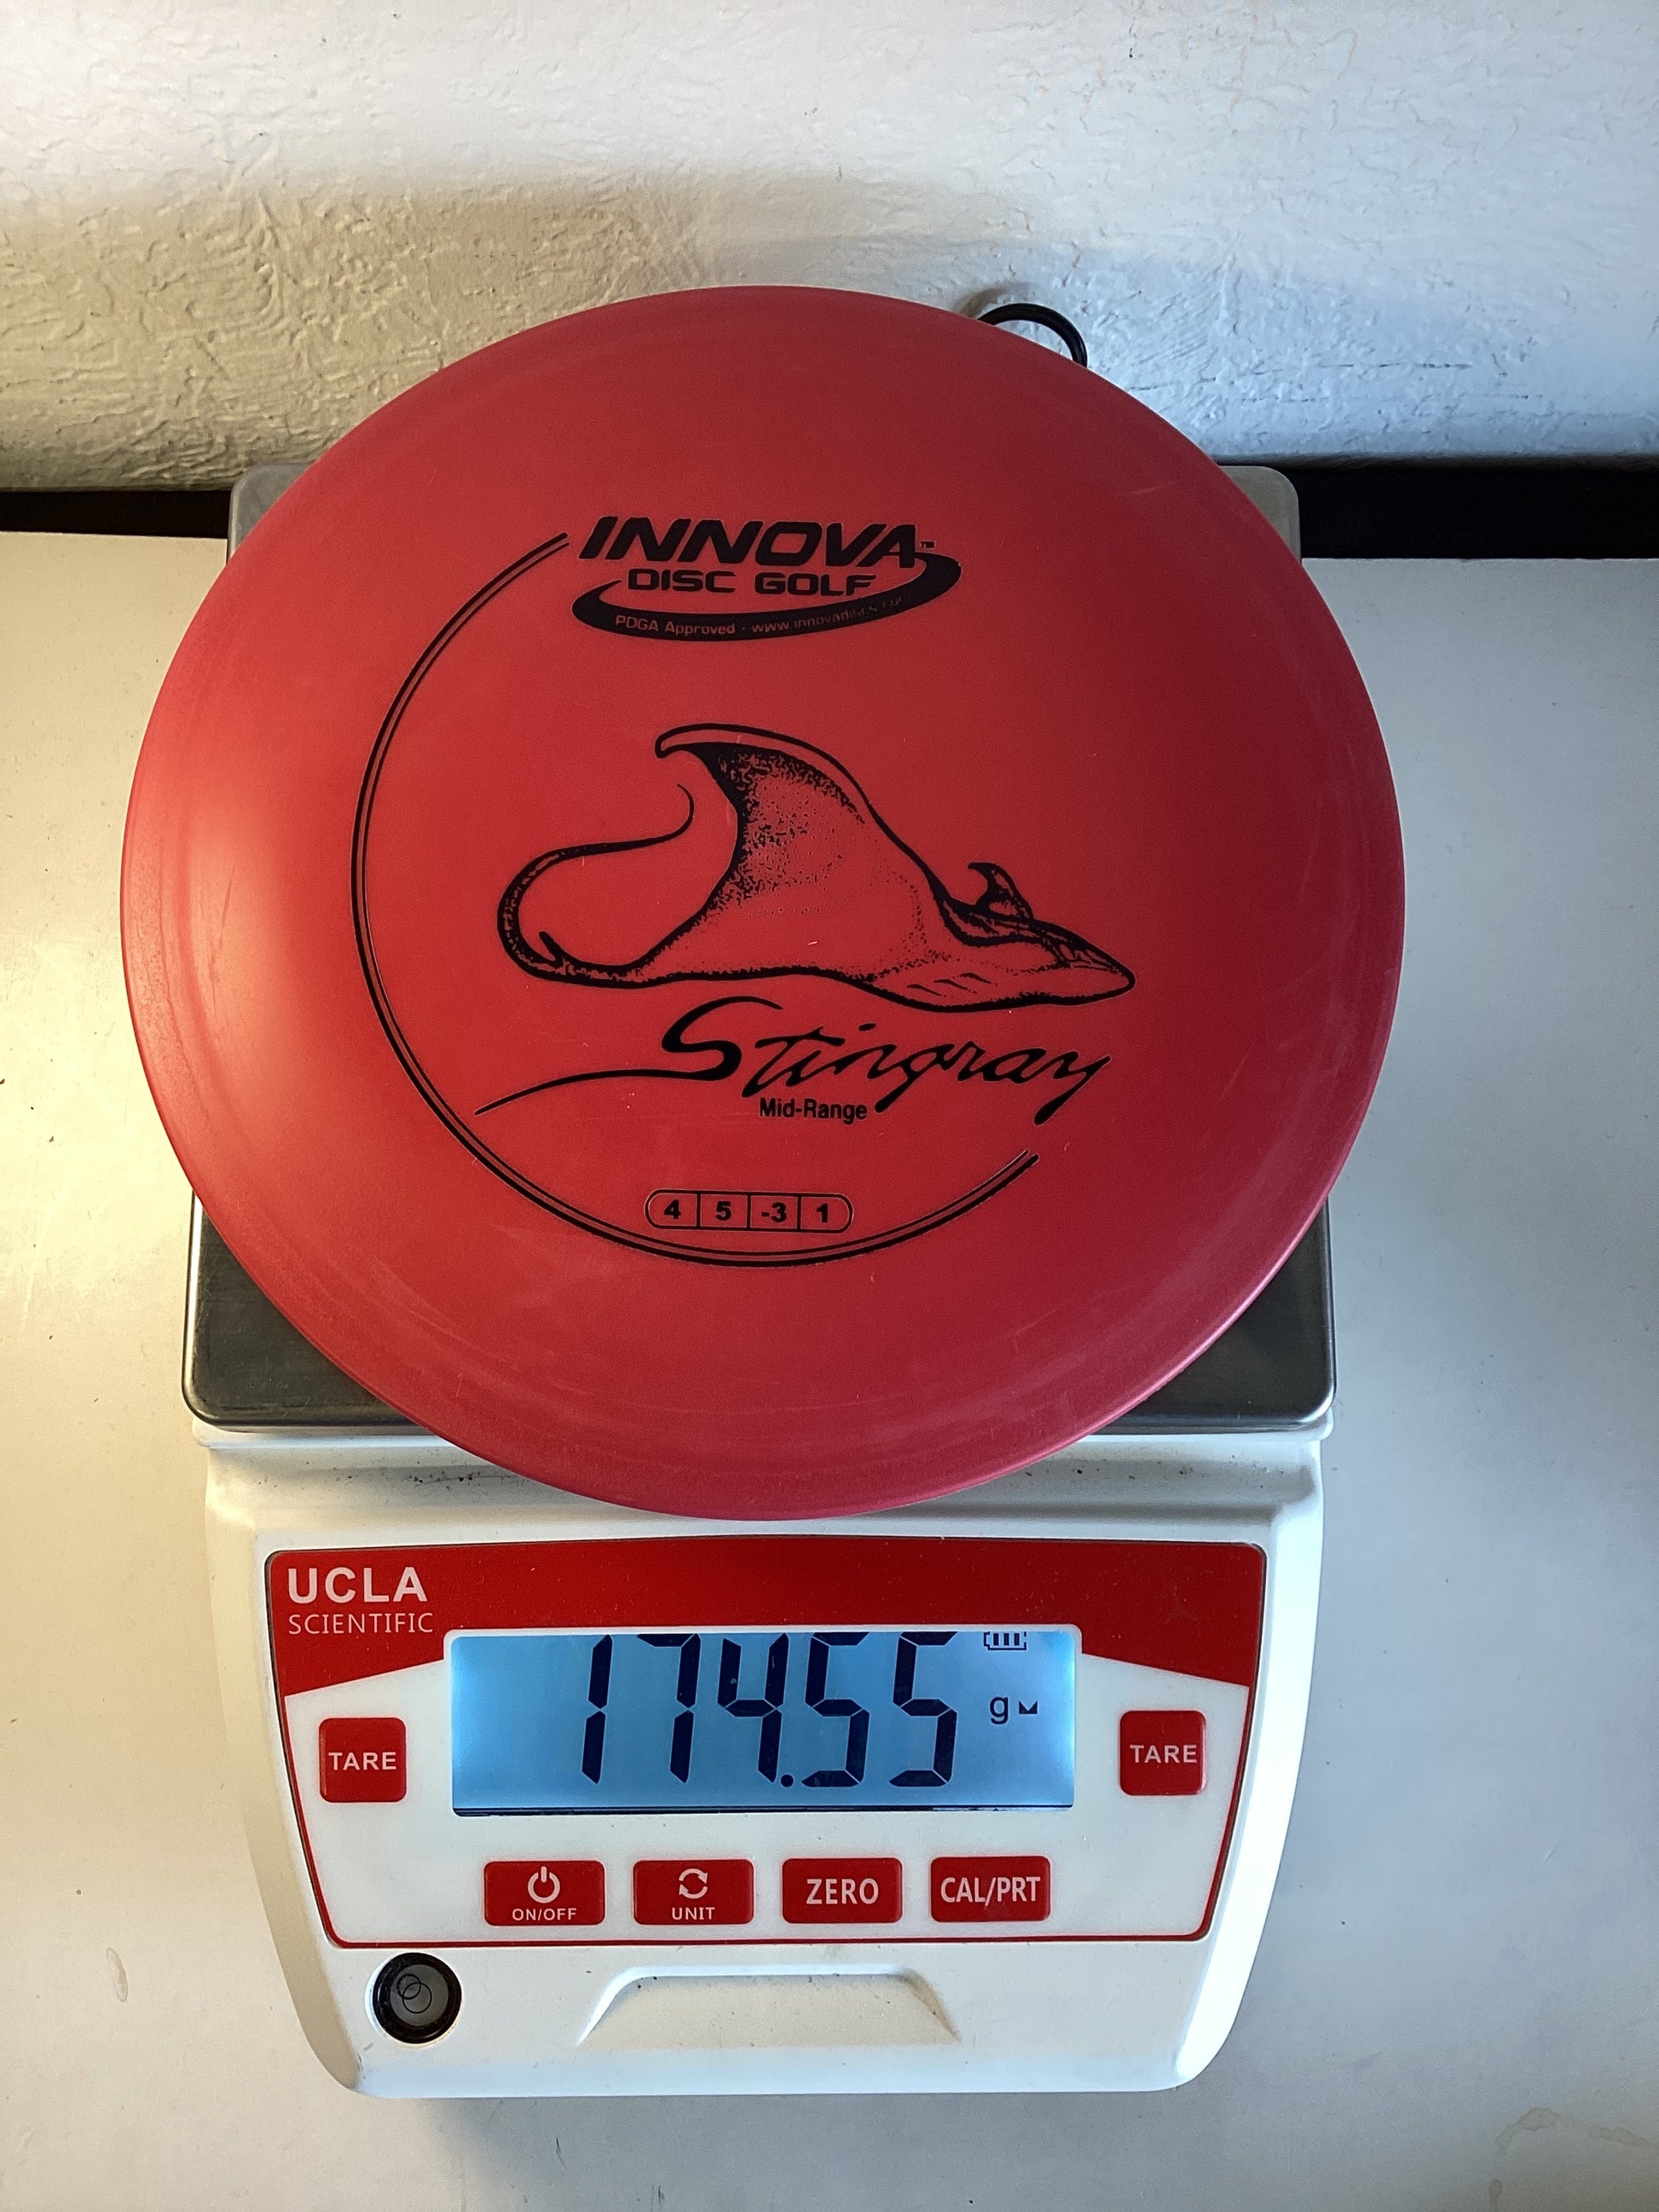 INNOVA™
DISC GOLF
PDGA Approved · www.innovadiscs.com
Stingray
Mid-Range
4 5 -3 1
UCLA
SCIENTIFIC
174.55 g
TARE
TARE
ON/OFF
UNIT
ZERO
CAL/PRT